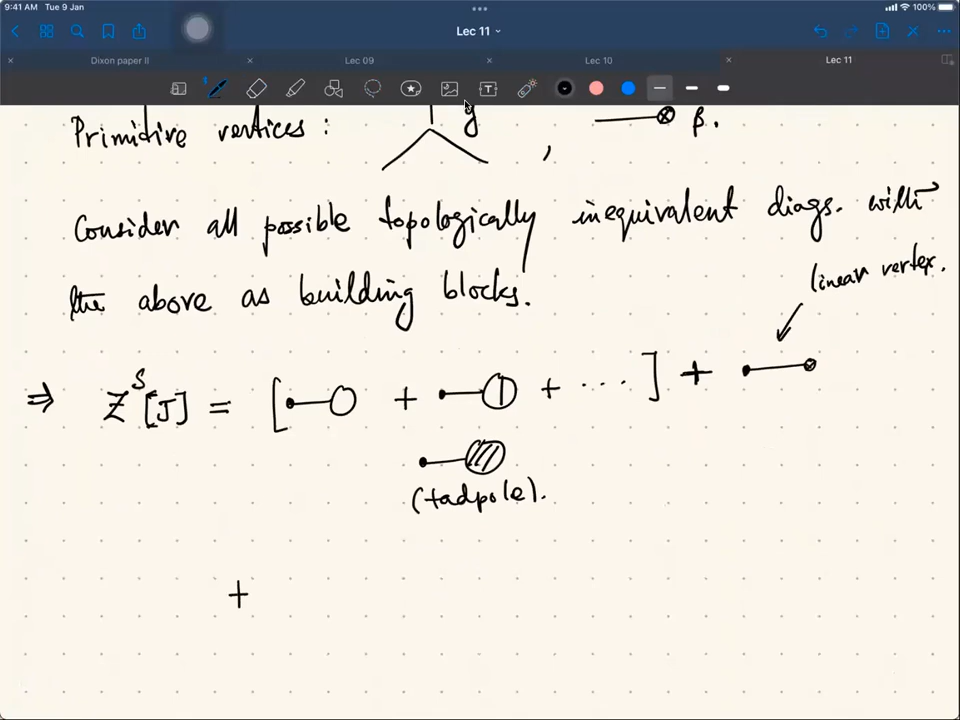 9:41 AM Tue 9 Jan
100%
Lec 11
Dixon paper II
Lec 09
Lec 10
Lec 11
Primitive vertices : g , β.
Consider all possible topologically inequivalent diags. with
the above as building blocks.
linear vertex.
⇒ Z^S[J] = [ + + ... ] +
(tadpole).
+